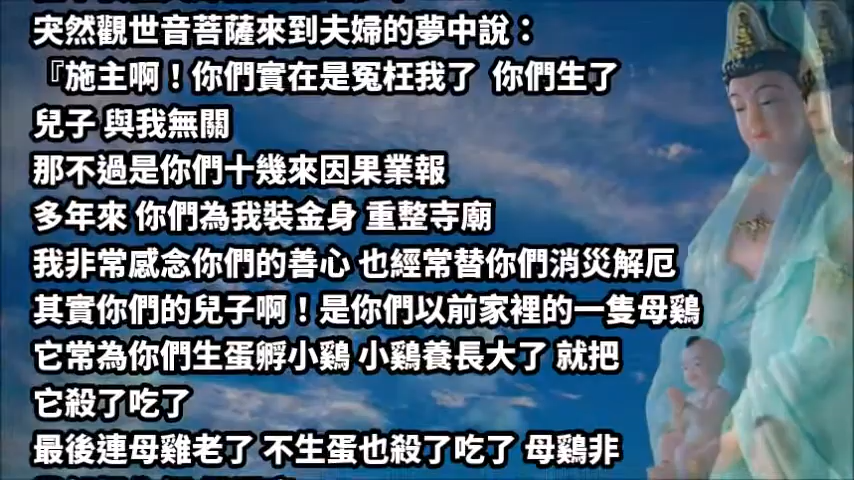 突然觀世音菩薩來到夫婦的夢中說：
『施主啊！你們實在是冤枉我了 你們生了
兒子 與我無關
那不過是你們十幾來因果業報
多年來 你們為我裝金身 重整寺廟
我非常感念你們的善心 也經常替你們消災解厄
其實你們的兒子啊！是你們以前家裡的一隻母鷄
它常為你們生蛋孵小鷄 小鷄養長大了 就把
它殺了吃了
最後連母雞老了 不生蛋也殺了吃了 母鷄非